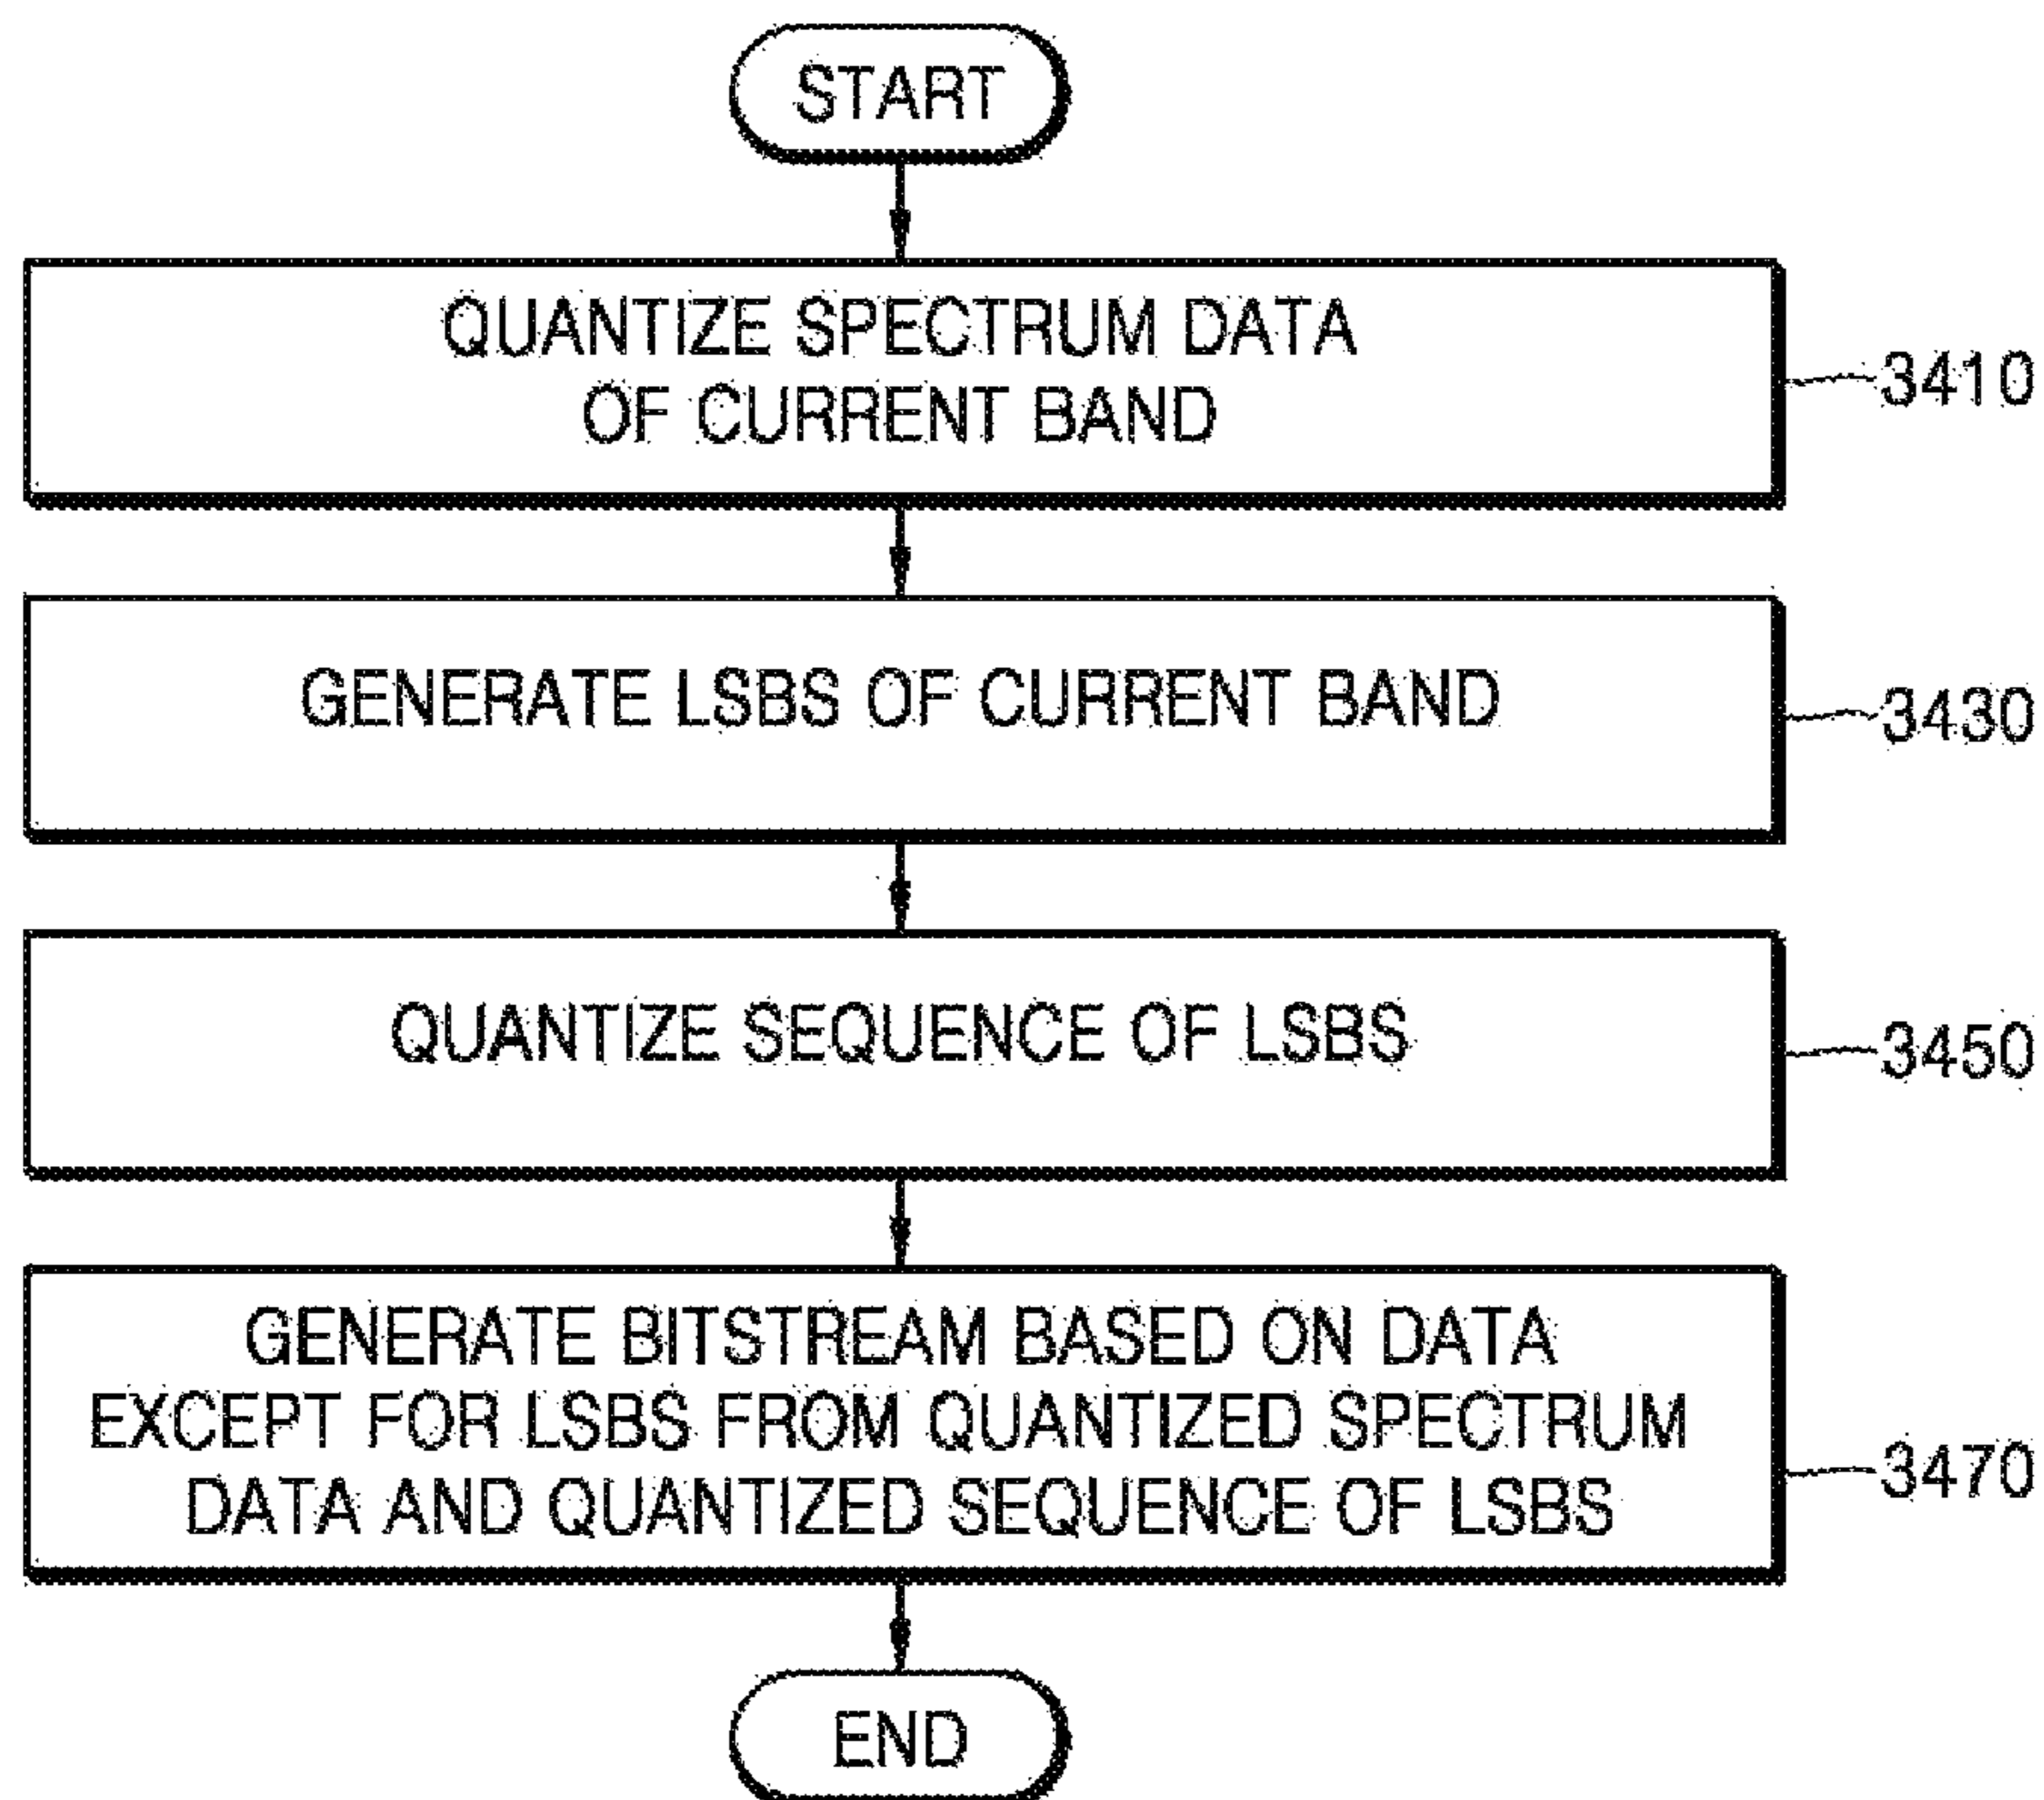 START
QUANTIZE SPECTRUM DATA
OF CURRENT BAND
3410
GENERATE LSBS OF CURRENT BAND
3430
QUANTIZE SEQUENCE OF LSBS
3450
GENERATE BITSTREAM BASED ON DATA
EXCEPT FOR LSBS FROM QUANTIZED SPECTRUM
DATA AND QUANTIZED SEQUENCE OF LSBS
3470
END